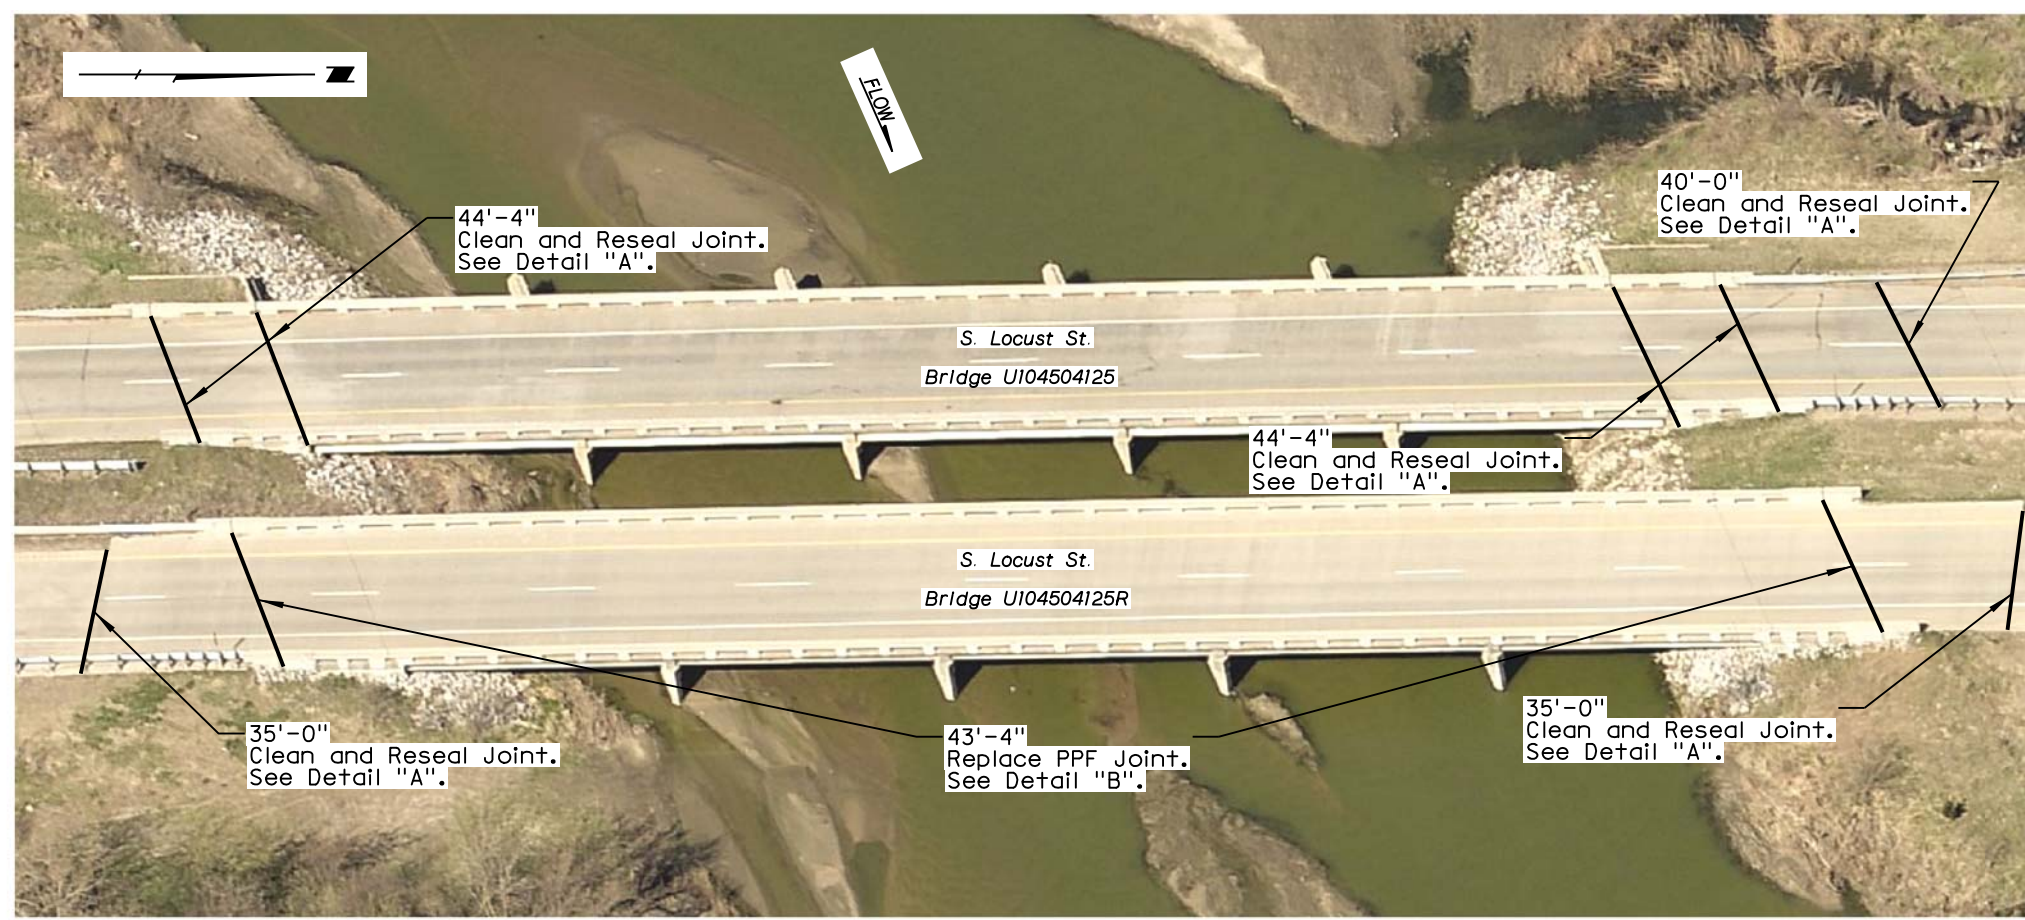 N
FLOW
40'-0"
Clean and Reseal Joint.
See Detail "A".
44'-4"
Clean and Reseal Joint.
See Detail "A".
S. Locust St.
Bridge U104504125
44'-4"
Clean and Reseal Joint.
See Detail "A".
S. Locust St.
Bridge U104504125R
35'-0"
Clean and Reseal Joint.
See Detail "A".
43'-4"
Replace PPF Joint.
See Detail "B".
35'-0"
Clean and Reseal Joint.
See Detail "A".